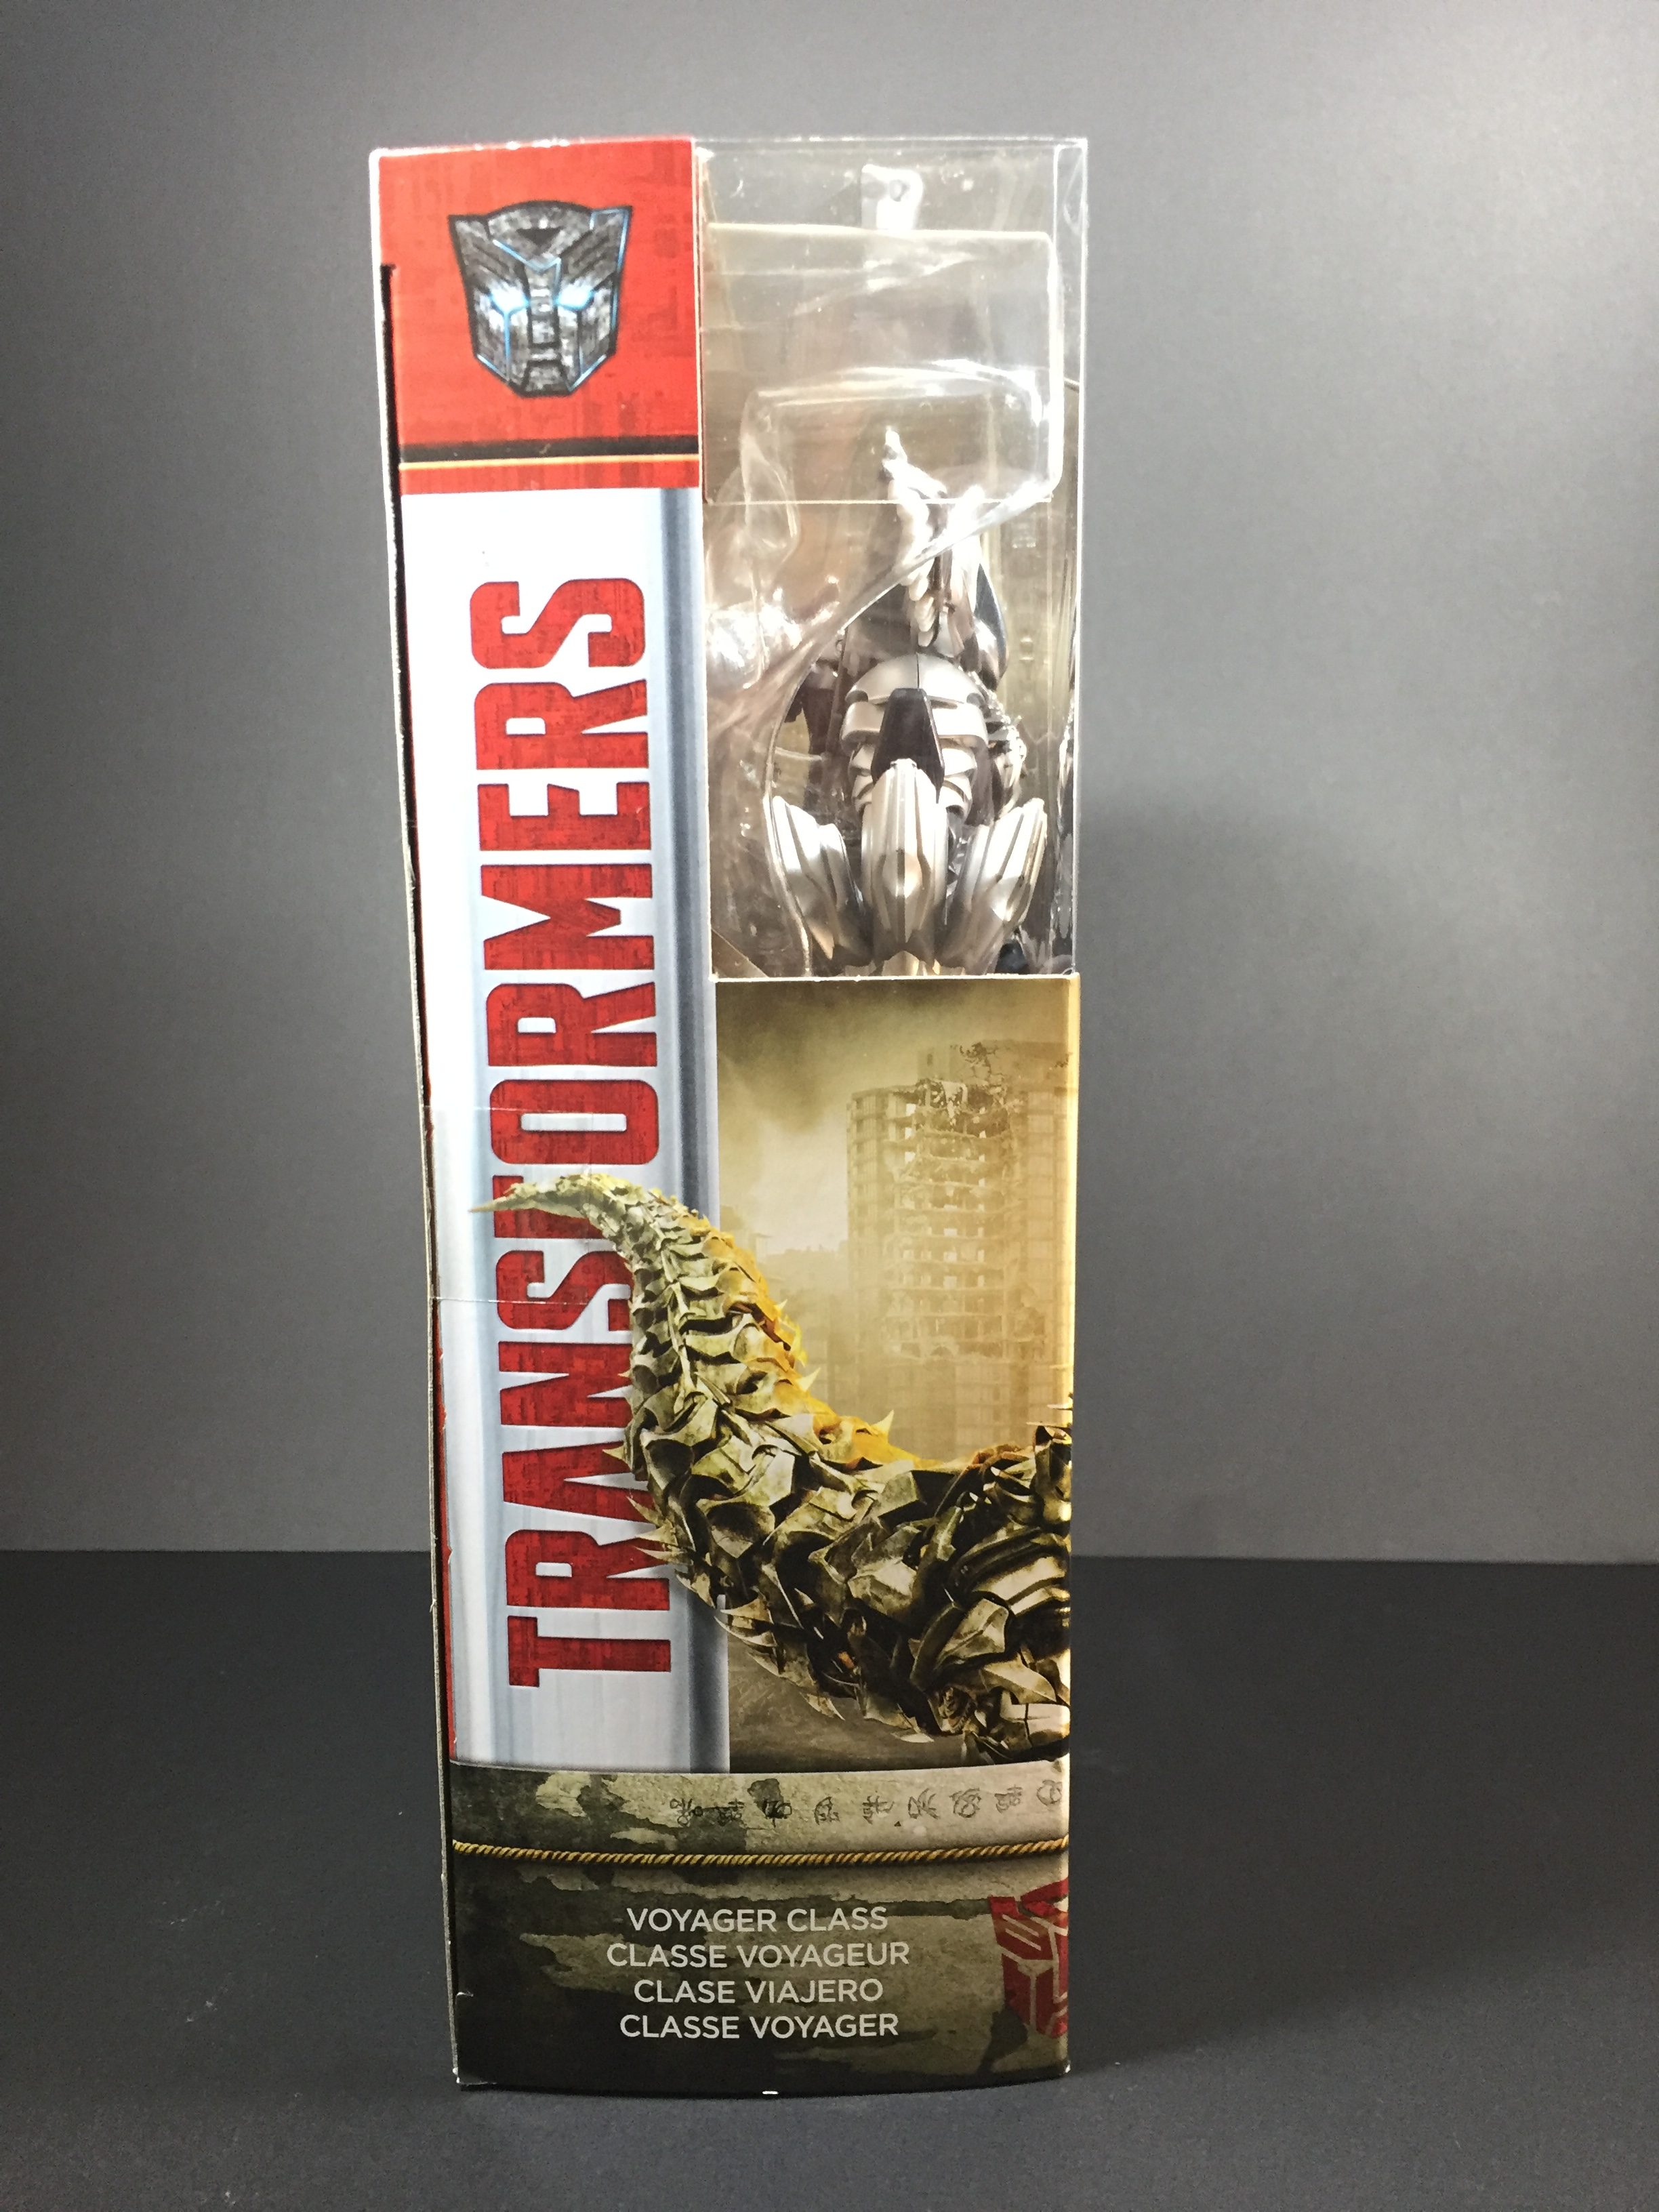 TRANSFORMERS
VOYAGER CLASS
CLASSE VOYAGEUR
CLASE VIAJERO
CLASSE VOYAGER